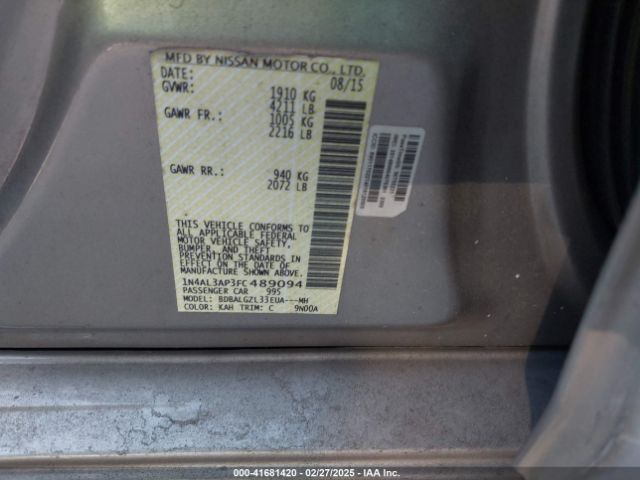 MFD BY NISSAN MOTOR CO., LTD.
DATE: 08/15
GVWR: 1910 KG
4211 LB
GAWR FR: 1005 KG
2216 LB
GAWR RR: 940 KG
2072 LB
THIS VEHICLE CONFORMS TO
ALL APPLICABLE FEDERAL
MOTOR VEHICLE SAFETY,
BUMPER, AND THEFT
PREVENTION STANDARDS IN
EFFECT ON THE DATE OF
MANUFACTURE SHOWN ABOVE.
1N4AL3AP3FC489094
PASSENGER CAR 995
MODEL: BDBALGZL33EUA---MH
COLOR: KAH TRIM: C 9N00A
000-41681420 - 02/27/2025 - IAA Inc.